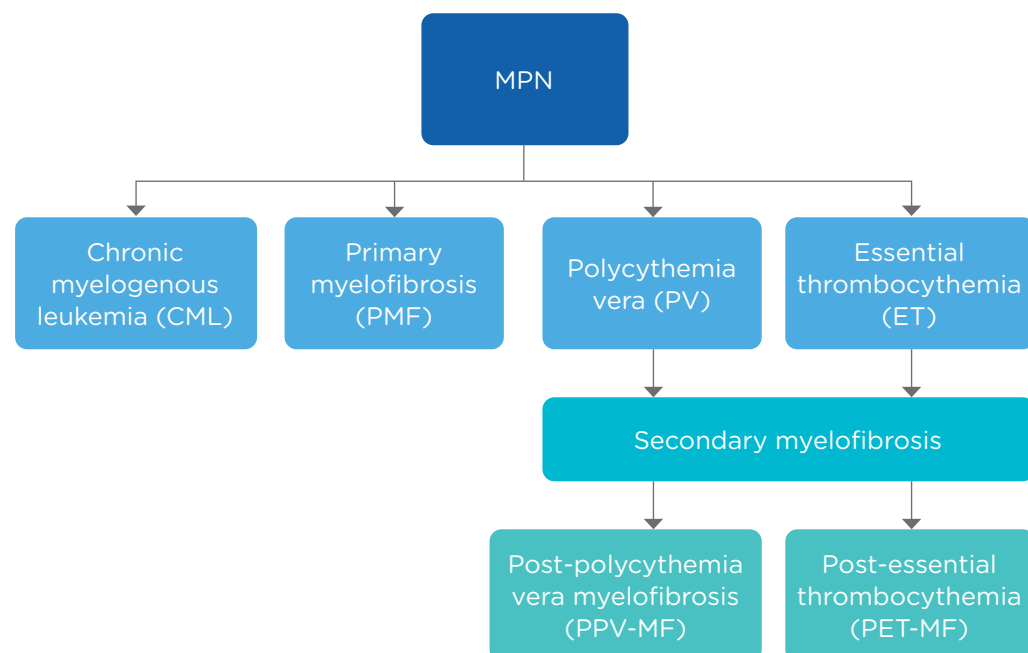 MPN
Chronic
myelogenous
leukemia (CML)
Primary
myelofibrosis
(PMF)
Polycythemia
vera (PV)
Essential
thrombocythemia
(ET)
Secondary myelofibrosis
Post-polycythemia
vera myelofibrosis
(PPV-MF)
Post-essential
thrombocythemia
(PET-MF)